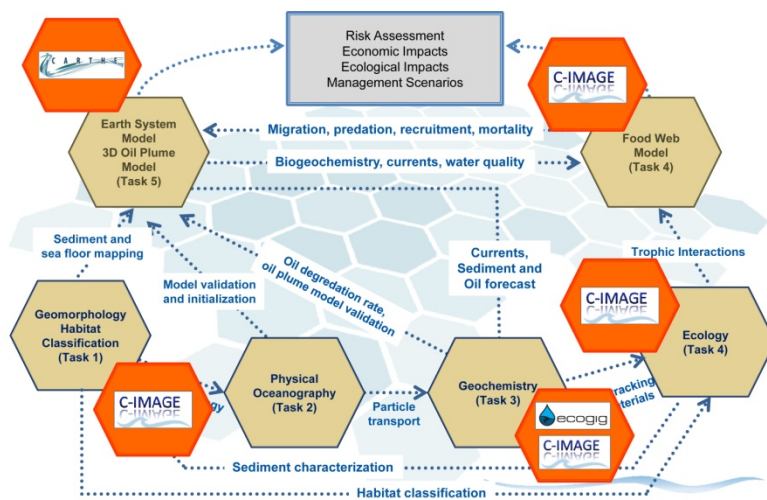 CARTHE
Risk Assessment
Economic Impacts
Ecological Impacts
Management Scenarios
C-IMAGE
Earth System
Model
3D Oil Plume
Model
(Task 5)
Migration, predation, recruitment, mortality
Biogeochemistry, currents, water quality
Food Web
Model
(Task 4)
Sediment and
sea floor mapping
Model validation
and initialization
Oil degredation rate,
oil plume model validation
Currents,
Sediment and
Oil forecast
Trophic Interactions
C-IMAGE
Geomorphology
Habitat
Classification
(Task 1)
C-IMAGE
Physical
Oceanography
(Task 2)
Particle
transport
Geochemistry
(Task 3)
Ecology
(Task 4)
ecogig
C-IMAGE
Sediment characterization
Habitat classification